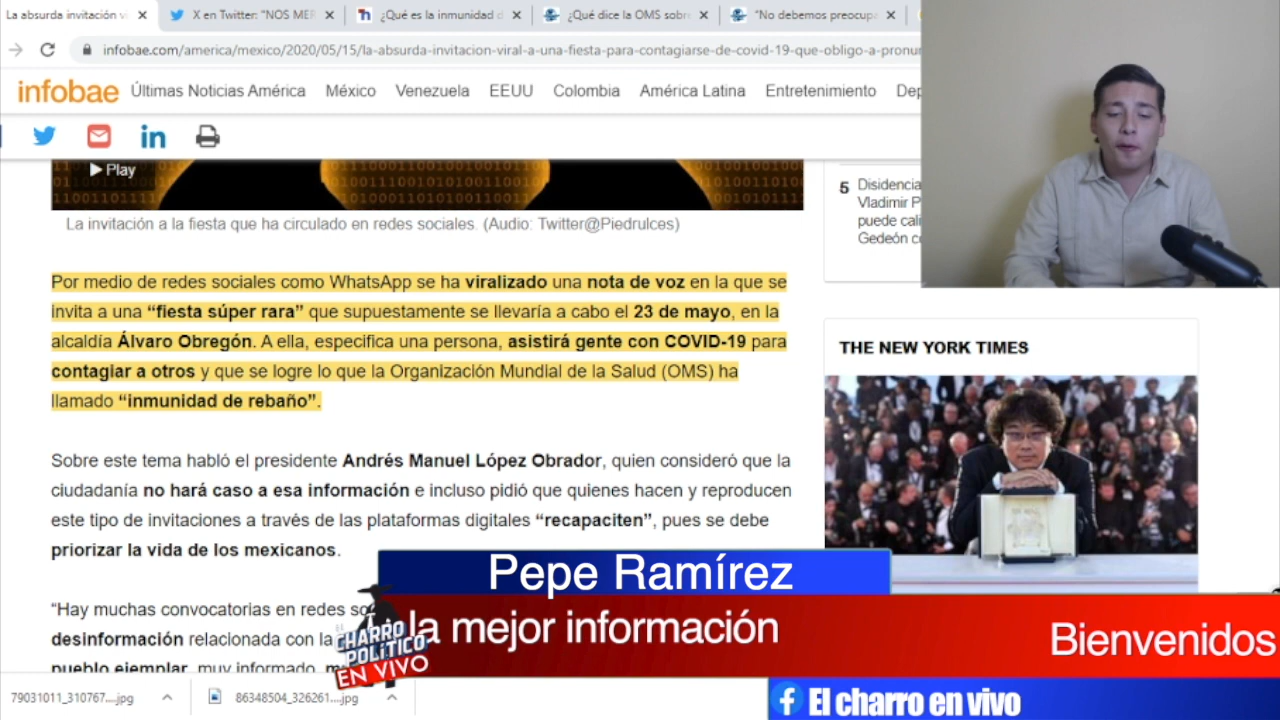 La absurda invitación vi
X en Twitter: "NOS MER
¿Qué es la inmunidad d
¿Qué dice la OMS sobre
"No debemos preocupa
infobae.com/america/mexico/2020/05/15/la-absurda-invitacion-viral-a-una-fiesta-para-contagiarse-de-covid-19-que-obligo-a-pronun
infobae
Últimas Noticias América
México
Venezuela
EEUU
Colombia
América Latina
Entretenimiento
Dep
Play
La invitación a la fiesta que ha circulado en redes sociales. (Audio: Twitter@Piedrulces)
5 Disidencia
Vladimir P
puede cali
Gedeón co
Por medio de redes sociales como WhatsApp se ha viralizado una nota de voz en la que se
invita a una “fiesta súper rara” que supuestamente se llevaría a cabo el 23 de mayo, en la
alcaldía Álvaro Obregón. A ella, especifica una persona, asistirá gente con COVID-19 para
contagiar a otros y que se logre lo que la Organización Mundial de la Salud (OMS) ha
llamado “inmunidad de rebaño”.
THE NEW YORK TIMES
Sobre este tema habló el presidente Andrés Manuel López Obrador, quien consideró que la
ciudadanía no hará caso a esa información e incluso pidió que quienes hacen y reproducen
este tipo de invitaciones a través de las plataformas digitales “recapaciten”, pues se debe
priorizar la vida de los mexicanos.
“Hay muchas convocatorias en redes so
desinformación relacionada con la
pueblo ejemplar, muy informado, m
Pepe Ramírez
la mejor información
Bienvenidos
EL CHARRO
POLÍTICO
EN VIVO
79031011_310767....jpg
86348504_326261....jpg
El charro en vivo